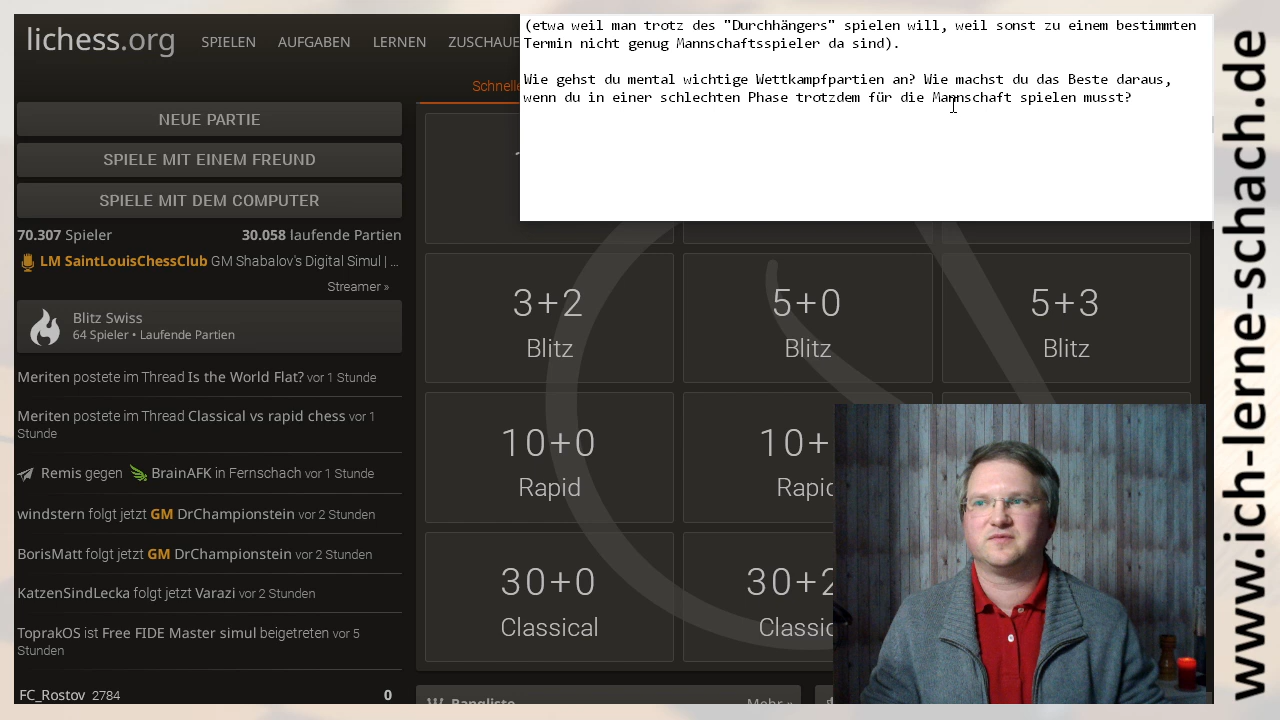 lichess.org
SPIELEN AUFGABEN LERNEN ZUSCHAUE
(etwa weil man trotz des "Durchhängers" spielen will, weil sonst zu einem bestimmten
Termin nicht genug Mannschaftsspieler da sind).
Wie gehst du mental wichtige Wettkampfpartien an? Wie machst du das Beste daraus,
wenn du in einer schlechten Phase trotzdem für die Mannschaft spielen musst?
Schnelle
NEUE PARTIE
SPIELE MIT EINEM FREUND
SPIELE MIT DEM COMPUTER
70.307 Spieler 30.058 laufende Partien
LM SaintLouisChessClub GM Shabalov's Digital Simul | ...
Streamer »
Blitz Swiss
64 Spieler • Laufende Partien
Meriten postete im Thread Is the World Flat? vor 1 Stunde
Meriten postete im Thread Classical vs rapid chess vor 1
Stunde
Remis gegen BrainAFK in Fernschach vor 1 Stunde
windstern folgt jetzt GM DrChampionstein vor 2 Stunden
BorisMatt folgt jetzt GM DrChampionstein vor 2 Stunden
KatzenSindLecka folgt jetzt Varazi vor 2 Stunden
ToprakOS ist Free FIDE Master simul beigetreten vor 5
Stunden
FC_Rostov 2784 0
3+2 5+0 5+3
Blitz Blitz Blitz
10+0 10+
Rapid Rapid
30+0 30+2
Classical Classic
Rangliste Mehr »
www.ich-lerne-schach.de